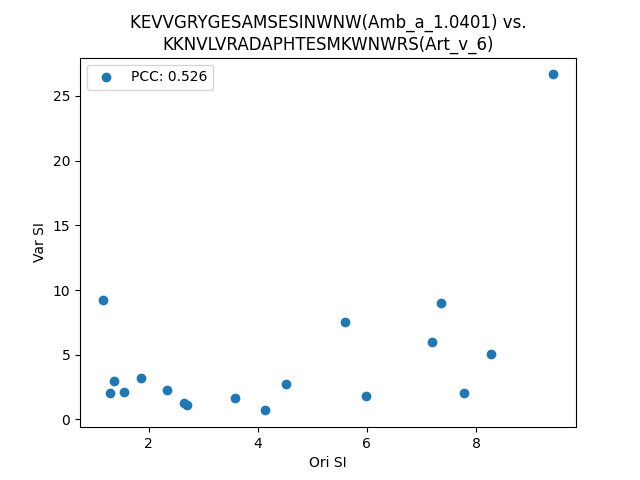 KEVVGRYGESAMSESINWNW(Amb_a_1.0401) vs.
KKNVLVRADAPHTESMKWNWRS(Art_v_6)
PCC: 0.526
25
20
15
10
5
0
Var SI
2 4 6 8
Ori SI